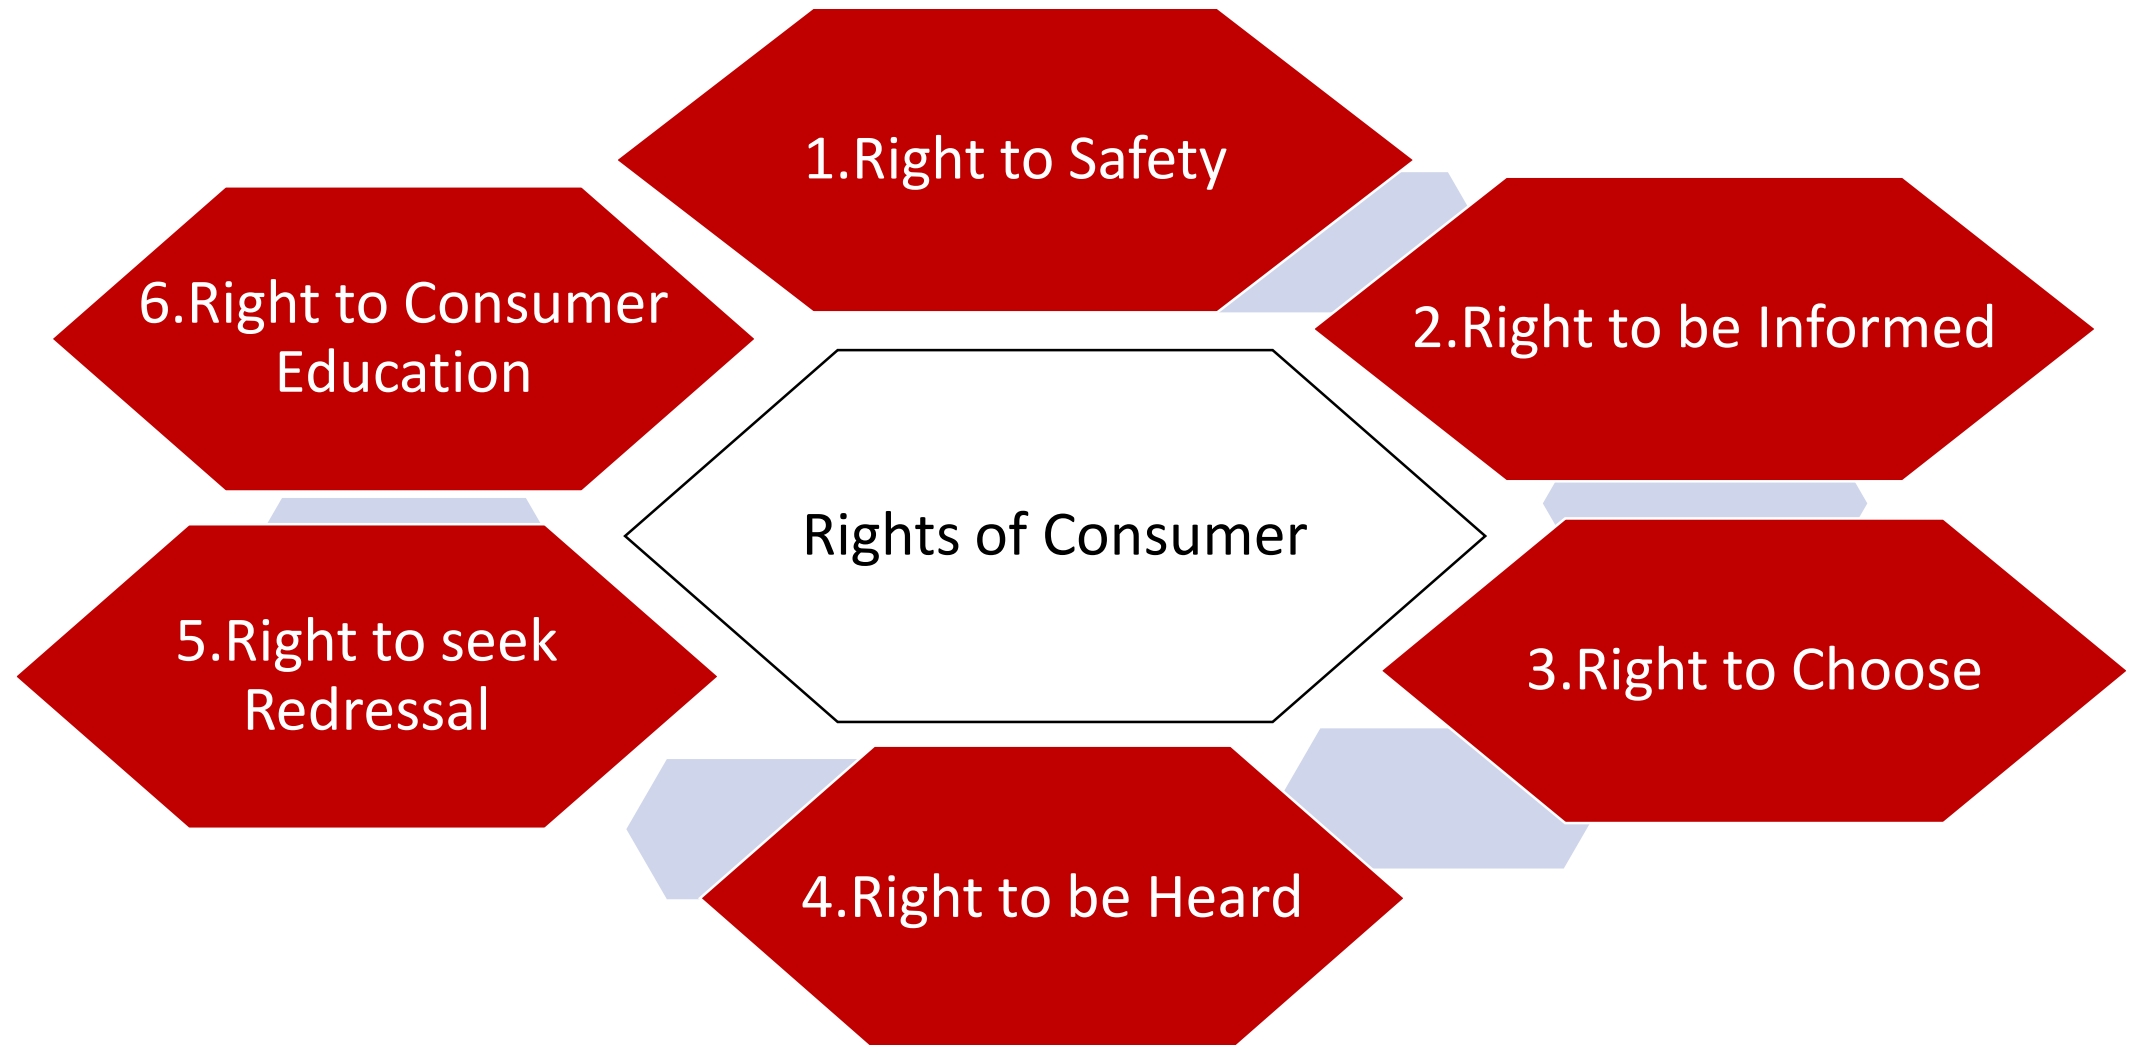 1.Right to Safety
2.Right to be Informed
3.Right to Choose
4.Right to be Heard
5.Right to seek
Redressal
6.Right to Consumer
Education
Rights of Consumer